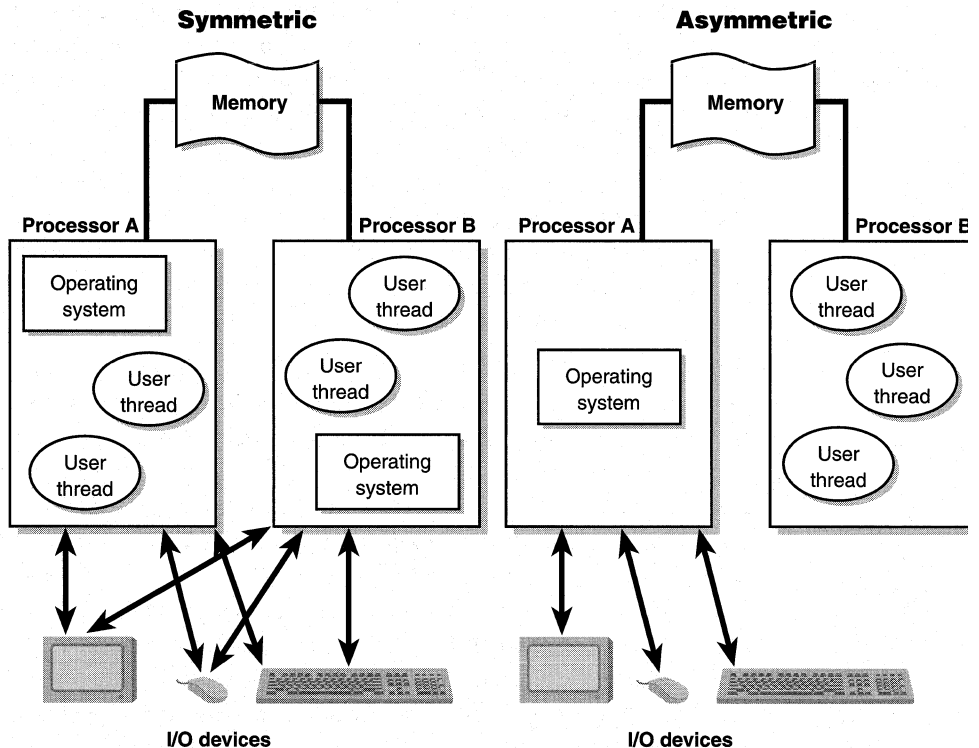 Symmetric
Memory
Processor A
Processor B
Operating
system
User
thread
User
thread
User
thread
User
thread
Operating
system
I/O devices
Asymmetric
Memory
Processor A
Processor B
Operating
system
User
thread
User
thread
User
thread
I/O devices